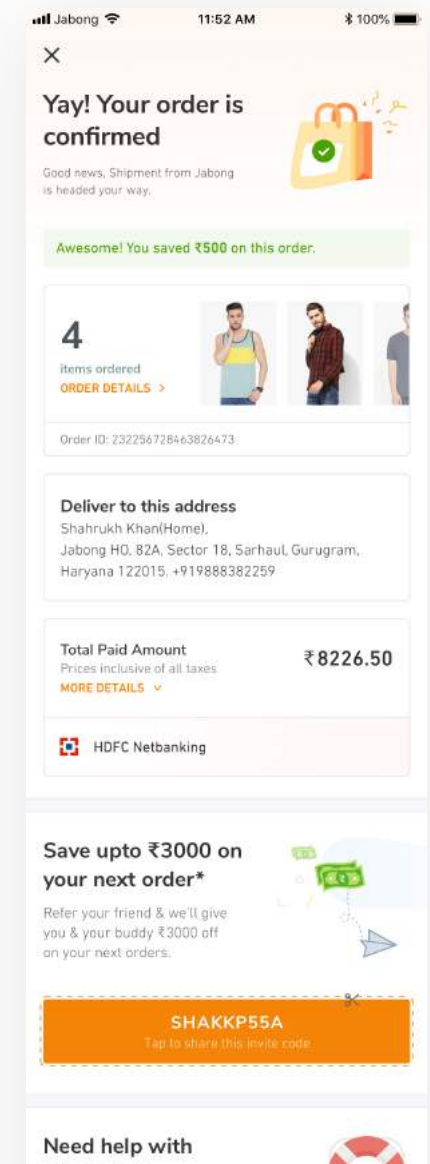 Jabong 11:52 AM 100%
Yay! Your order is
confirmed
Good news, Shipment from Jabong
is headed your way.
Awesome! You saved ₹500 on this order.
4
items ordered
ORDER DETAILS >
Order ID: 232256728463826473
Deliver to this address
Shahrukh Khan(Home),
Jabong HO, 82A, Sector 18, Sarhaul, Gurugram,
Haryana 122015. +919888382259
Total Paid Amount
₹8226.50
Prices inclusive of all taxes
MORE DETAILS
HDFC Netbanking
Save upto ₹3000 on
your next order*
Refer your friend & we'll give
you & your buddy ₹3000 off
on your next orders.
SHAKKP55A
Tap to share this invite code
Need help with